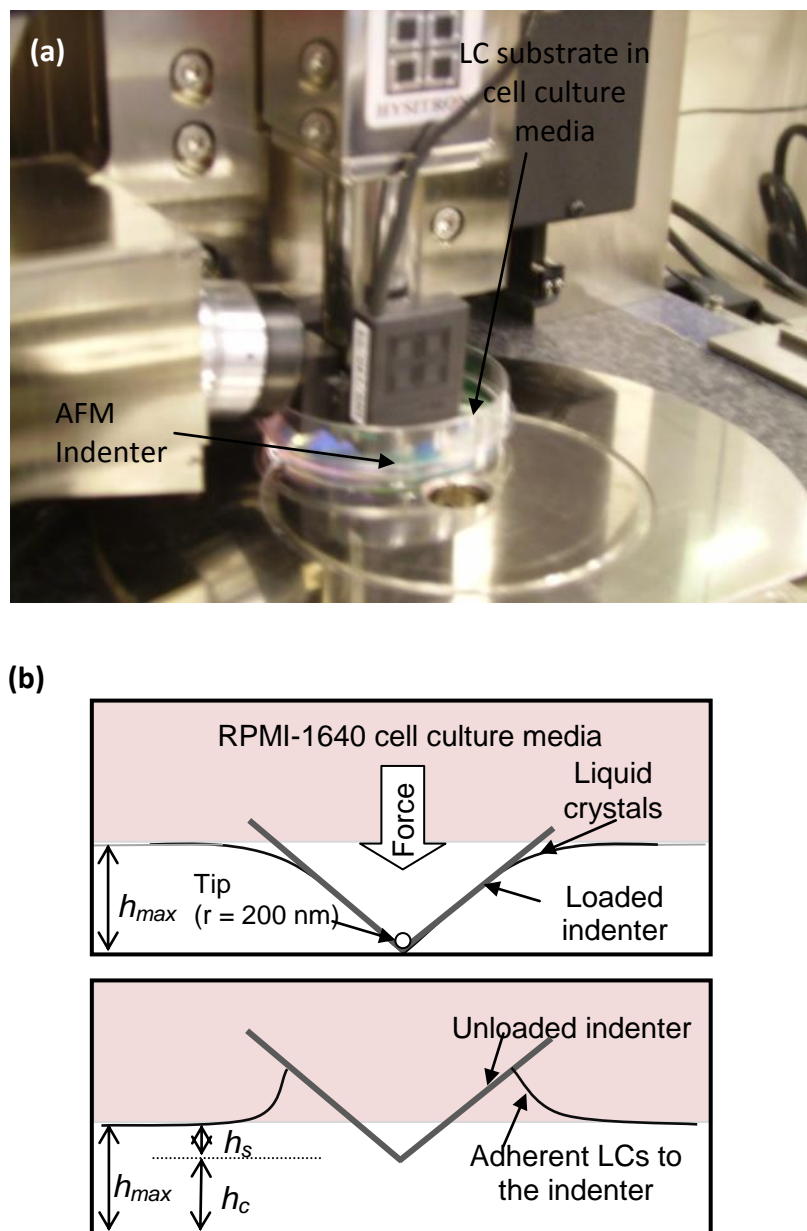 (a)
LC substrate in
cell culture
media
HYSITRON
AFM
Indenter
(b)
RPMI-1640 cell culture media
Force
Liquid
crystals
Tip
(r = 200 nm)
hmax
Loaded
indenter
Unloaded indenter
hs
hmax
hc
Adherent LCs to
the indenter